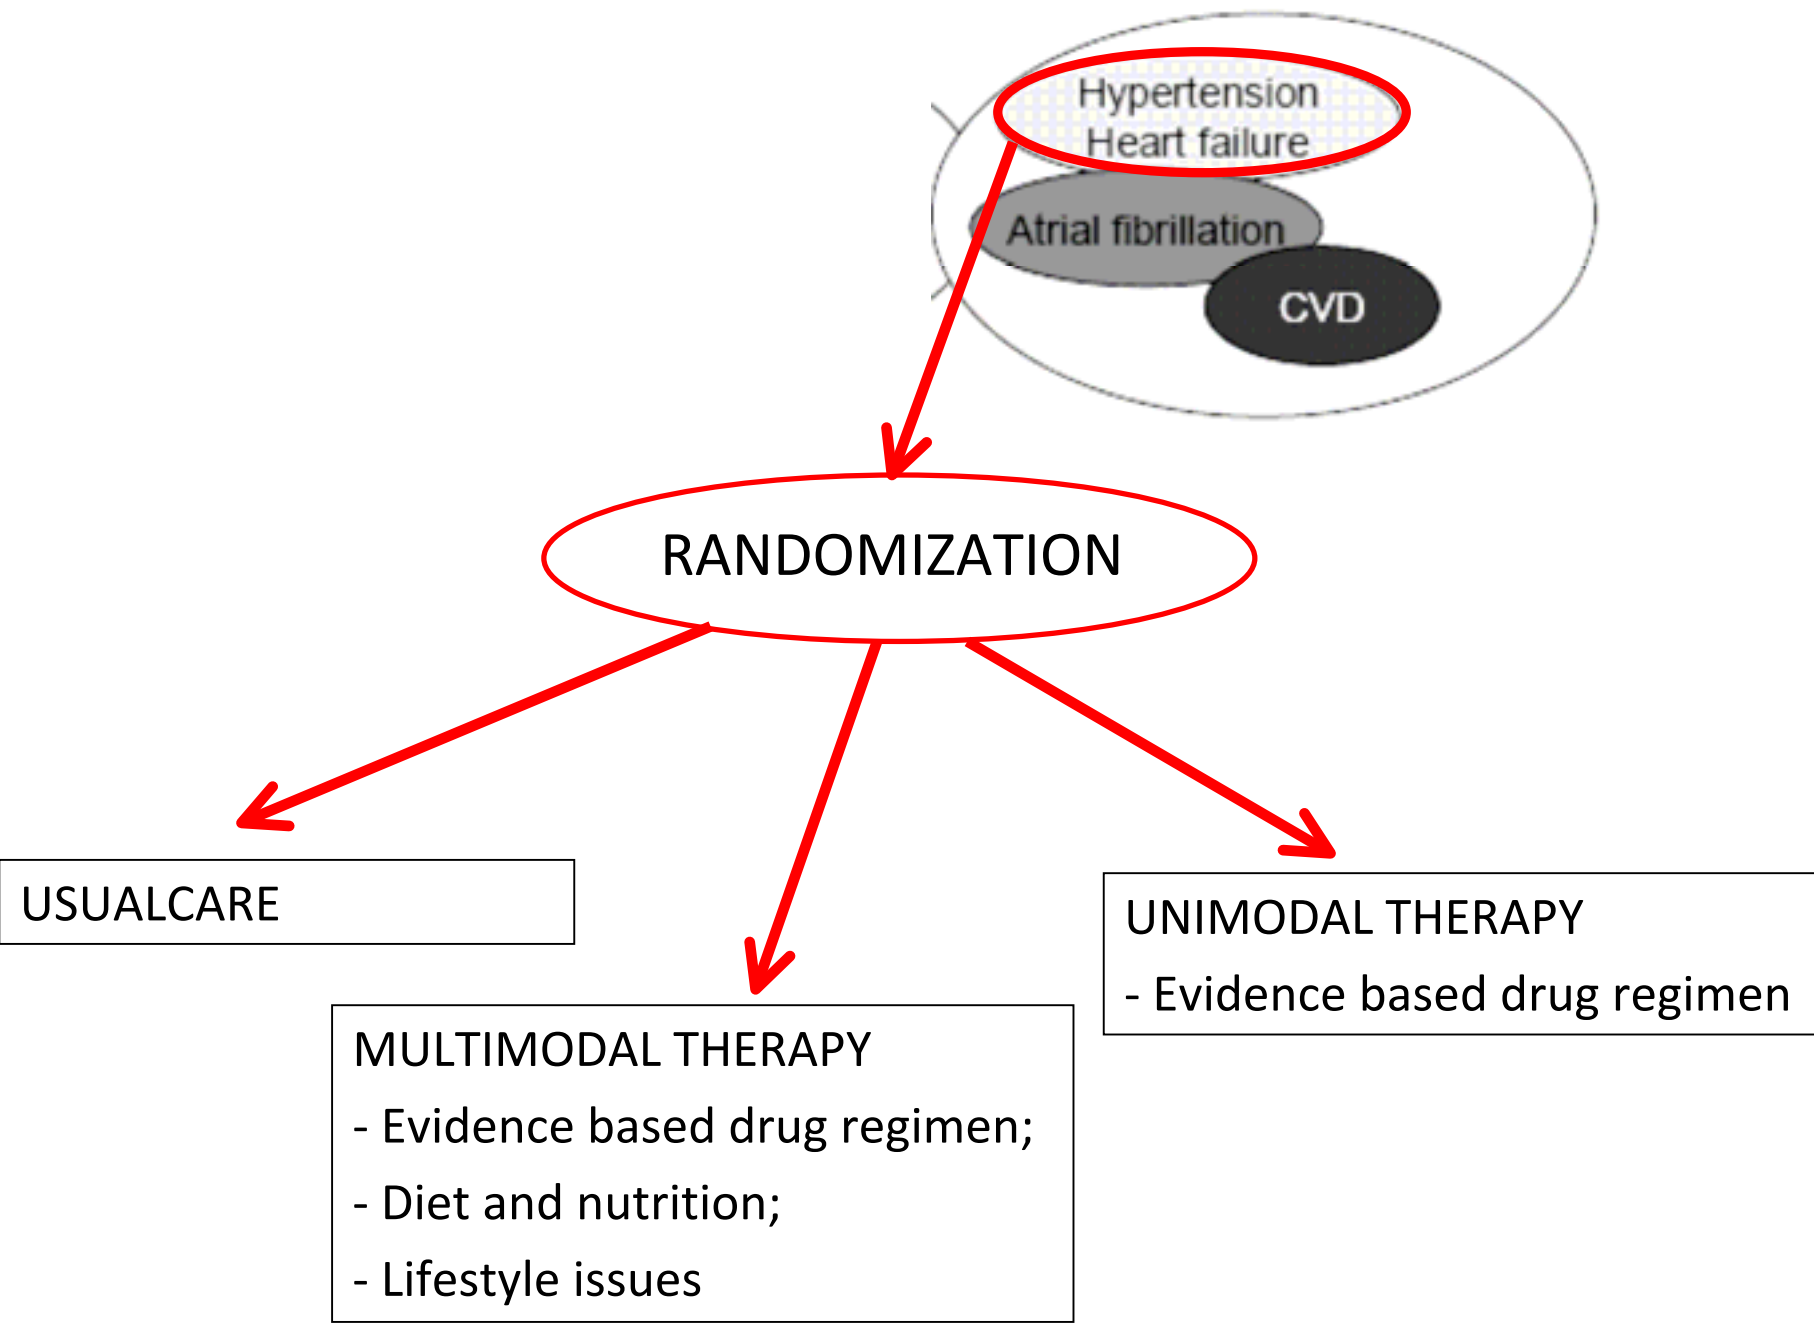 Hypertension
Heart failure
Atrial fibrillation
CVD
RANDOMIZATION
USUALCARE
UNIMODAL THERAPY
- Evidence based drug regimen
MULTIMODAL THERAPY
- Evidence based drug regimen;
- Diet and nutrition;
- Lifestyle issues